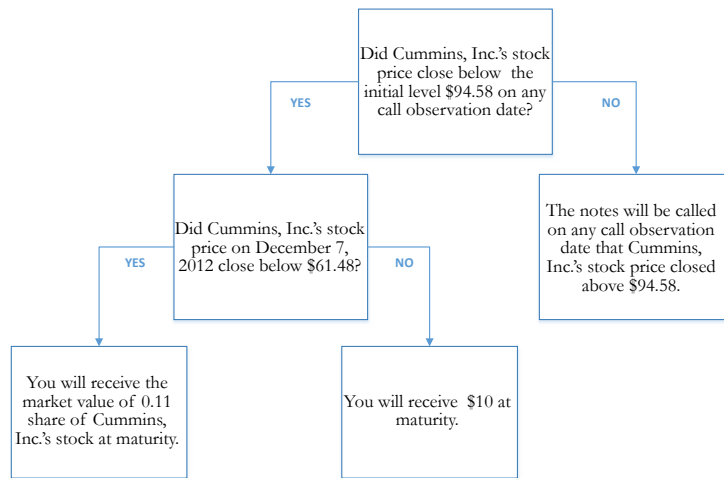 Did Cummins, Inc.'s stock
price close below the
initial level $94.58 on any
call observation date?
YES
NO
Did Cummins, Inc.'s stock
price on December 7,
2012 close below $61.48?
The notes will be called
on any call observation
date that Cummins,
Inc.'s stock price closed
above $94.58.
YES
NO
You will receive the
market value of 0.11
share of Cummins,
Inc.'s stock at maturity.
You will receive $10 at
maturity.